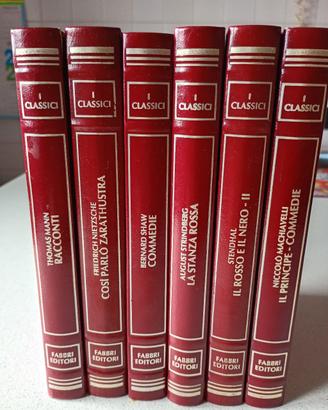 I
CLASSICI
THOMAS MANN
RACCONTI
FABBRI
EDITORI
I
CLASSICI
FRIEDRICH NIETZSCHE
COSÌ PARLÒ ZARATHUSTRA
FABBRI
EDITORI
I
CLASSICI
BERNARD SHAW
COMMEDIE
FABBRI
EDITORI
I
CLASSICI
AUGUST STRINDBERG
LA STANZA ROSSA
FABBRI
EDITORI
I
CLASSICI
STENDHAL
IL ROSSO E IL NERO - II
FABBRI
EDITORI
I
CLASSICI
NICCOLÒ MACHIAVELLI
IL PRINCIPE - COMMEDIE
FABBRI
EDITORI